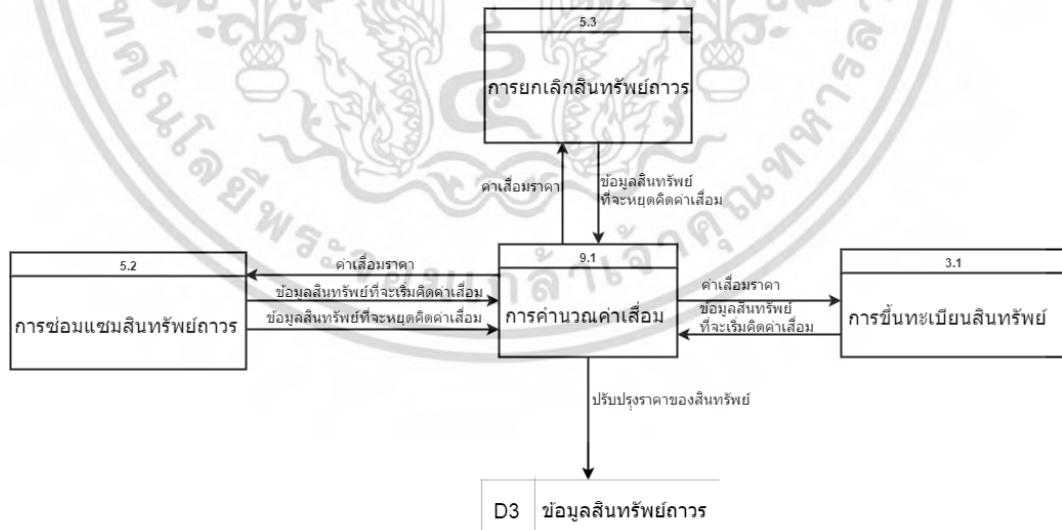 5.3
การยกเลิกสินทรัพย์ถาวร
ค่าเสื่อมราคา
ข้อมูลสินทรัพย์
ที่จะหยุดคิดค่าเสื่อม
5.2
การซ่อมแซมสินทรัพย์ถาวร
ค่าเสื่อมราคา
ข้อมูลสินทรัพย์ที่จะเริ่มคิดค่าเสื่อม
ข้อมูลสินทรัพย์ที่จะหยุดคิดค่าเสื่อม
9.1
การคำนวณค่าเสื่อม
ค่าเสื่อมราคา
ข้อมูลสินทรัพย์
ที่จะเริ่มคิดค่าเสื่อม
3.1
การขึ้นทะเบียนสินทรัพย์
ปรับปรุงราคาของสินทรัพย์
D3 ข้อมูลสินทรัพย์ถาวร